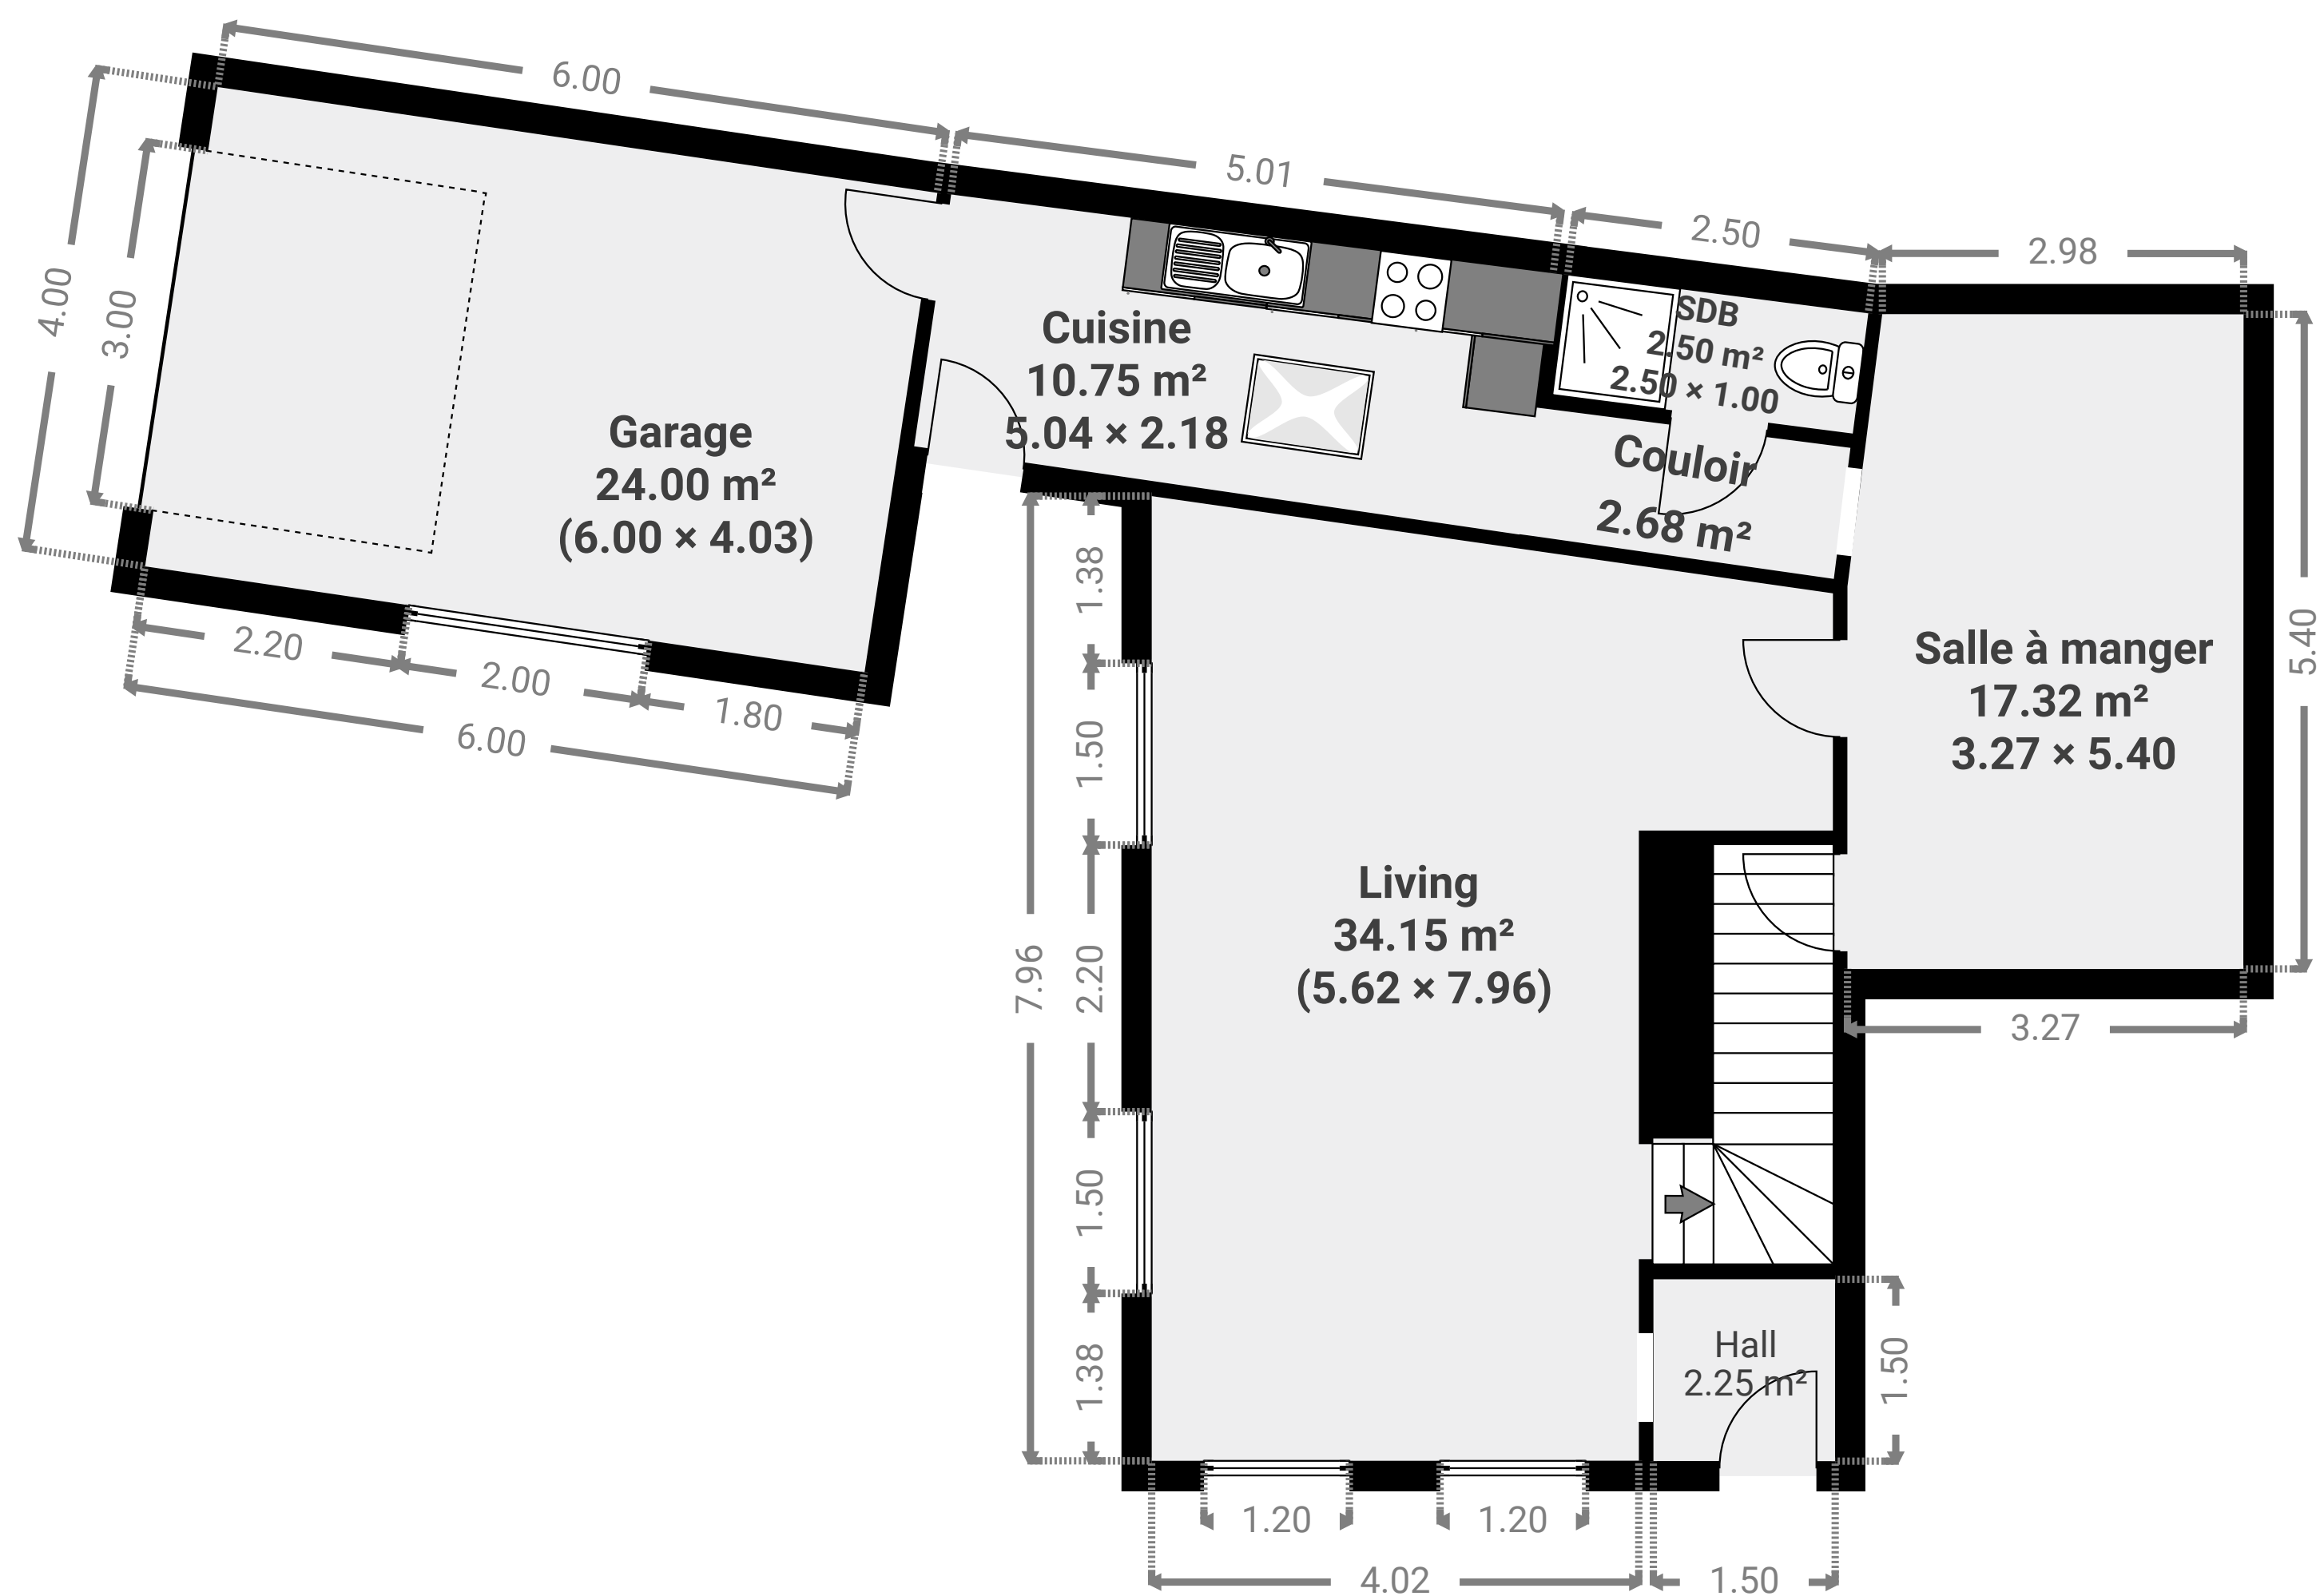 6.00
5.01
2.50
2.98
4.00
3.00
Garage
24.00 m²
(6.00 × 4.03)
Cuisine
10.75 m²
5.04 × 2.18
SDB
2.50 m²
2.50 × 1.00
Couloir
2.68 m²
Salle à manger
17.32 m²
3.27 × 5.40
5.40
2.20
2.00
1.80
6.00
1.38
1.50
7.96
2.20
1.50
1.38
Living
34.15 m²
(5.62 × 7.96)
3.27
Hall
2.25 m²
1.50
1.20
1.20
4.02
1.50